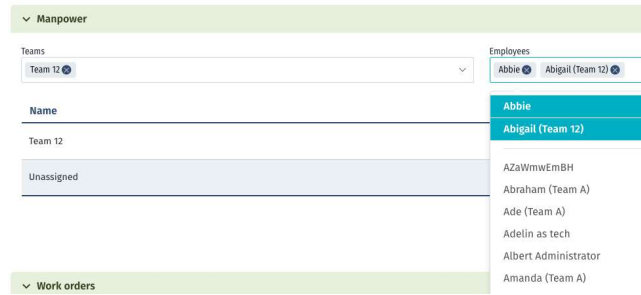 Manpower
Teams
Team 12
Employees
Abbie Abigail (Team 12)
Name
Team 12
Unassigned
Abbie
Abigail (Team 12)
AZaWmwEmBH
Abraham (Team A)
Ade (Team A)
Adelin as tech
Albert Administrator
Amanda (Team A)
Work orders